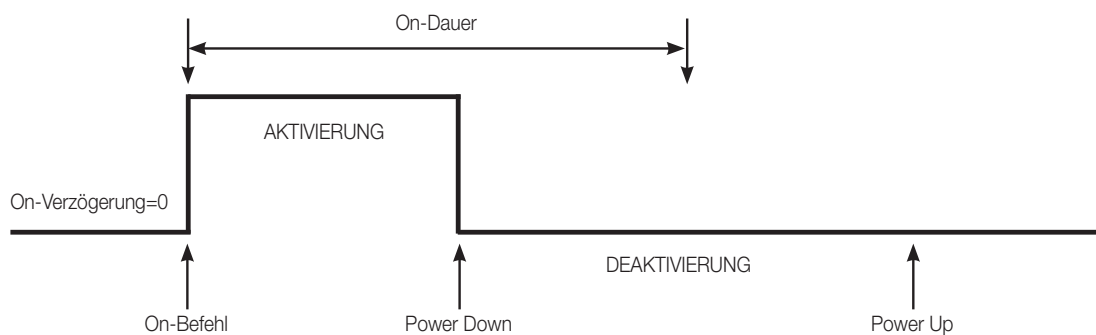 On-Dauer
AKTIVIERUNG
On-Verzögerung=0
DEAKTIVIERUNG
On-Befehl
Power Down
Power Up